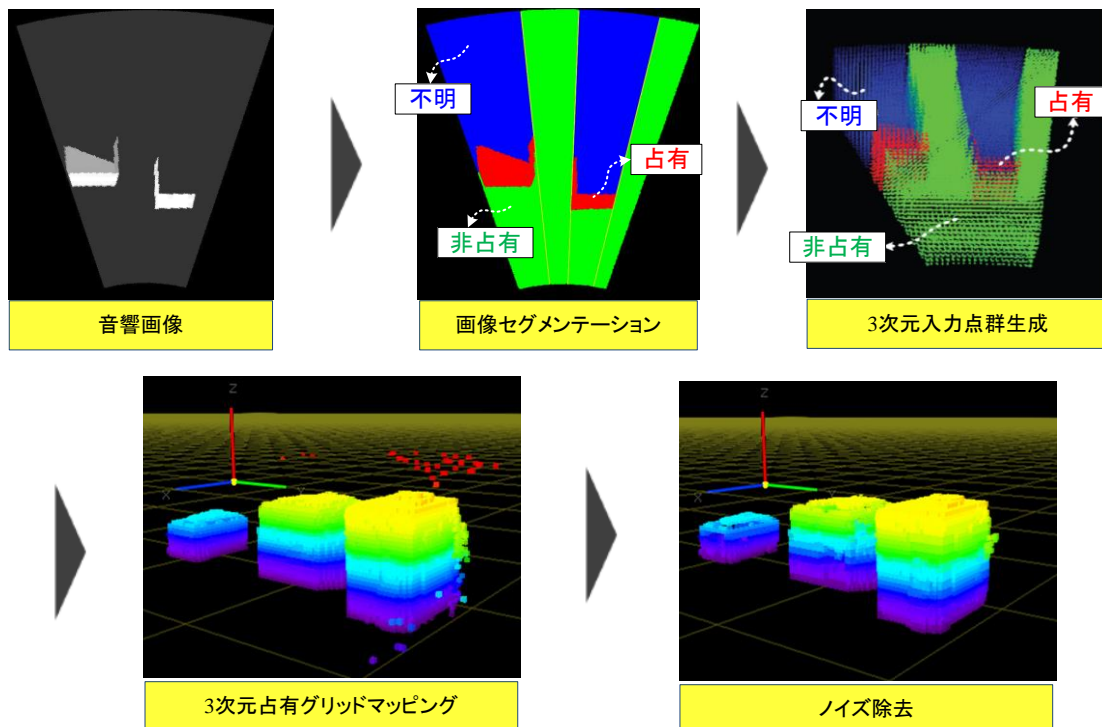 不明
占有
非占有
不明
占有
非占有
音響画像
画像セグメンテーション
3次元入力点群生成
Z
X
Z
X
3次元占有グリッドマッピング
ノイズ除去